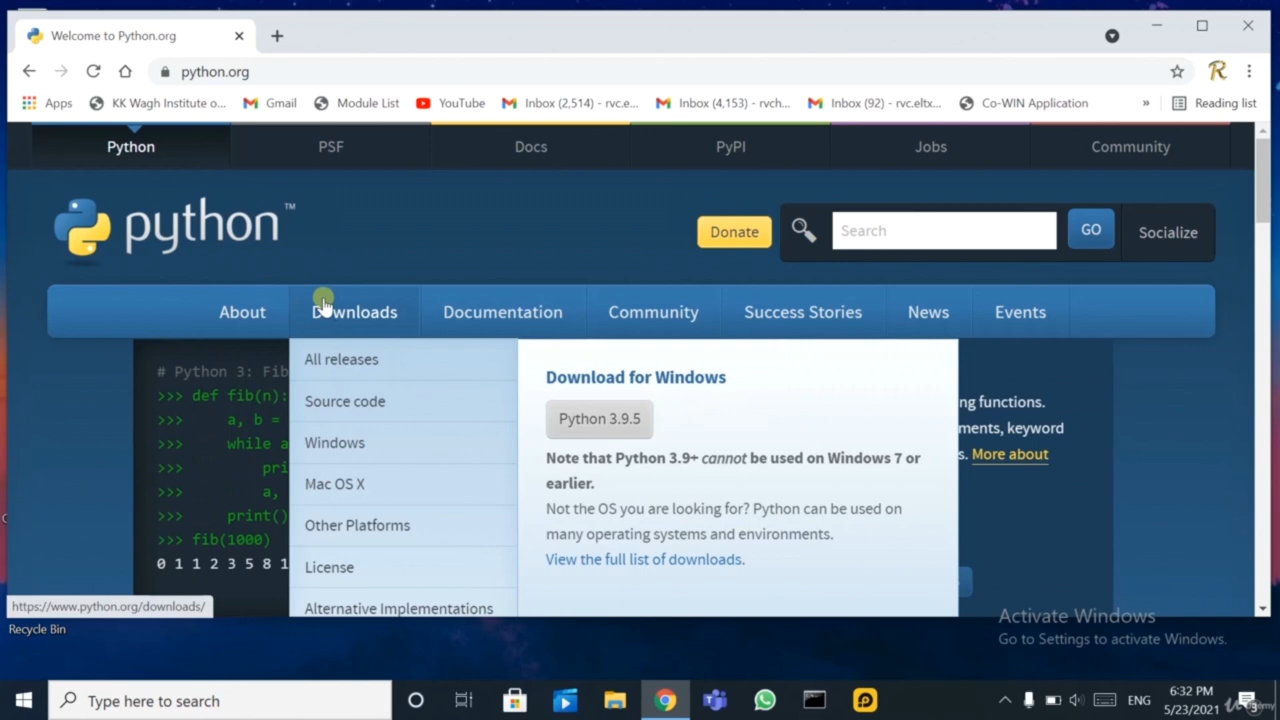 Welcome to Python.org
python.org
Apps KK Wagh Institute o... Gmail Module List YouTube Inbox (2,514) - rvc.e... Inbox (4,153) - rvch... Inbox (92) - rvc.eltx... Co-WIN Application » Reading list
Python PSF Docs PyPI Jobs Community
python™
Donate Search GO Socialize
About Downloads Documentation Community Success Stories News Events
# Python 3: Fib
>>> def fib(n):
>>> a, b =
>>> while a
>>> pri
>>> a,
>>> print()
>>> fib(1000)
0 1 1 2 3 5 8 1
All releases
Source code
Windows
Mac OS X
Other Platforms
License
Alternative Implementations
Download for Windows
Python 3.9.5
Note that Python 3.9+ cannot be used on Windows 7 or
earlier.
Not the OS you are looking for? Python can be used on
many operating systems and environments.
View the full list of downloads.
ng functions.
ments, keyword
s. More about
https://www.python.org/downloads/
Recycle Bin
Activate Windows
Go to Settings to activate Windows.
Type here to search
ENG
6:32 PM
5/23/2021
3
Udemy